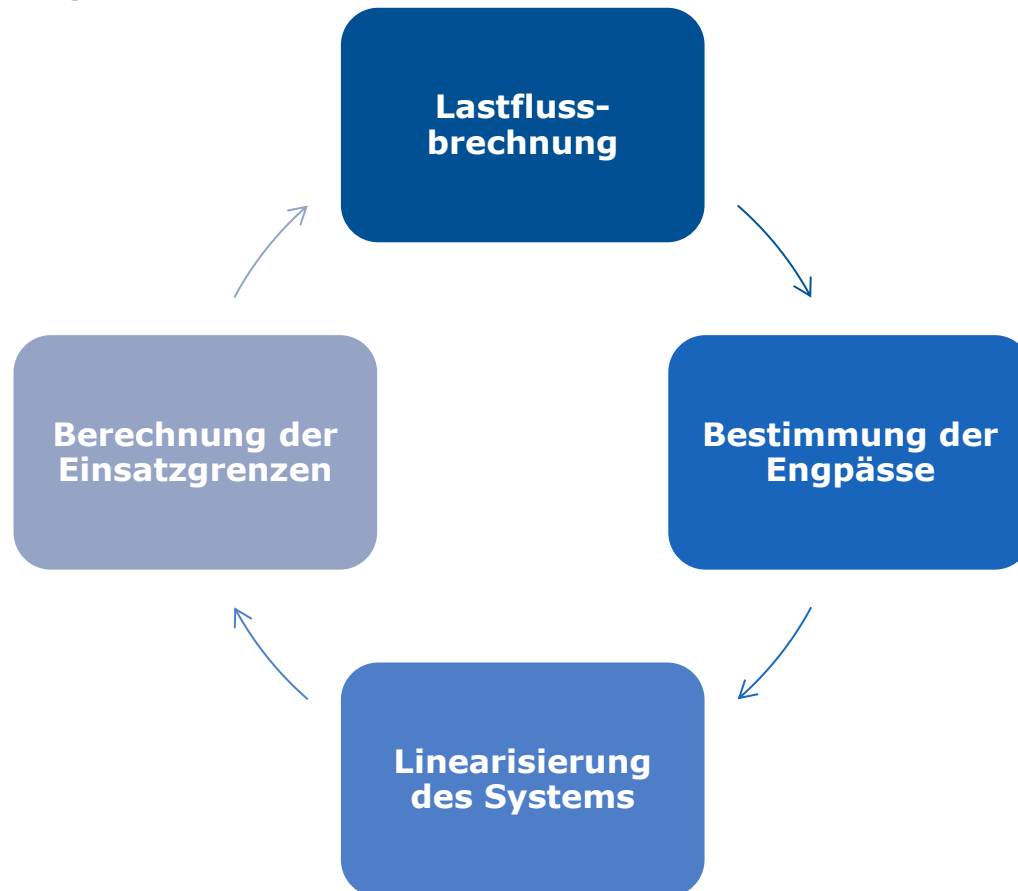 Lastfluss-
brechnung
Bestimmung der
Engpässe
Linearisierung
des Systems
Berechnung der
Einsatzgrenzen